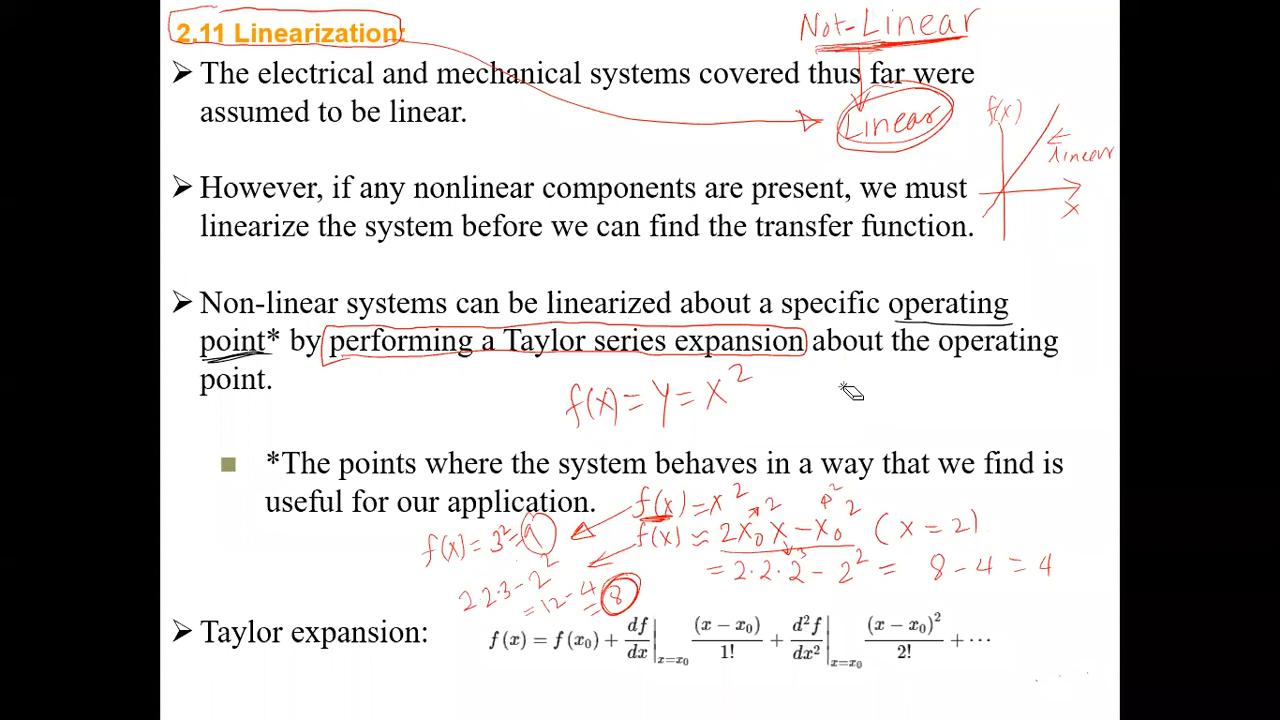 2.11 Linearization:
Not-Linear
➤ The electrical and mechanical systems covered thus far were
assumed to be linear.
Linear
f(x)
linear
x
➤ However, if any nonlinear components are present, we must
linearize the system before we can find the transfer function.
➤ Non-linear systems can be linearized about a specific operating
point* by performing a Taylor series expansion about the operating
point.
f(x) = y = x²
*The points where the system behaves in a way that we find is
useful for our application.
f(x) = x²
f(x) = 3² = 9
f(x) ≈ 2x₀x - x₀² (x = 2)
= 2.2.2 - 2² = 8 - 4 = 4
2.2.3 - 2²
= 12 - 4
= 8
➤ Taylor expansion: f(x) = f(x₀) + df/dx|ₓ₌ₓ₀ (x − x₀)/1! + d²f/dx²|ₓ₌ₓ₀ (x − x₀)²/2! + ⋯